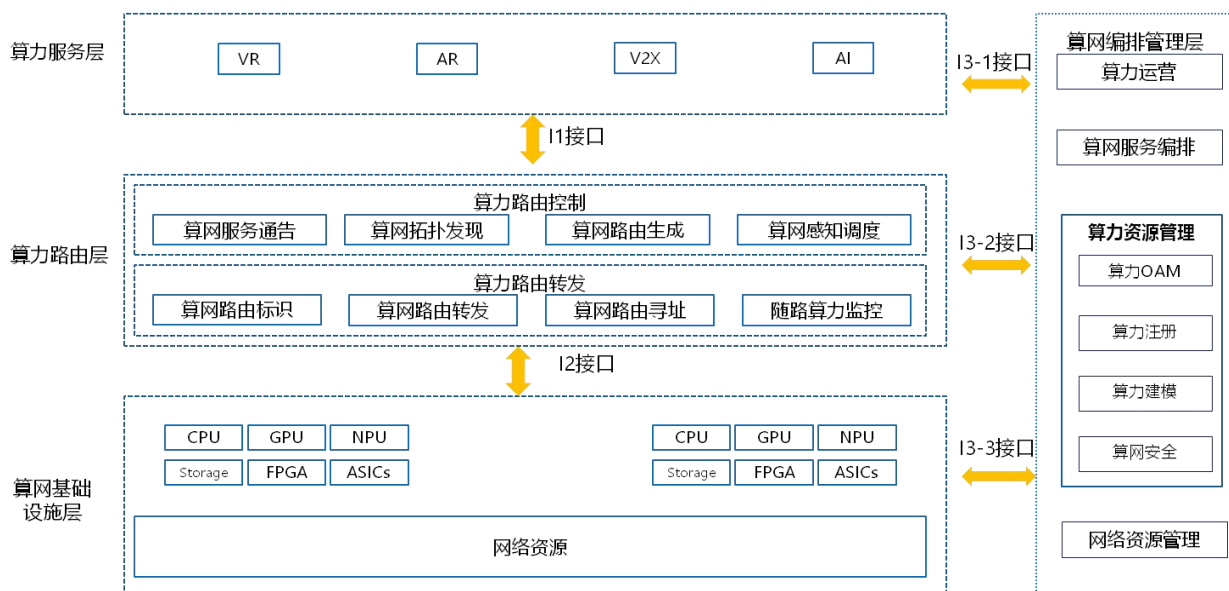 算力服务层
VR
AR
V2X
AI
I3-1接口
算网编排管理层
算力运营
I1接口
算网服务编排
算力路由层
算力路由控制
算网服务通告
算网拓扑发现
算网路由生成
算网感知调度
算力路由转发
算网路由标识
算网路由转发
算网路由寻址
随路算力监控
I3-2接口
算力资源管理
算力OAM
算力注册
算力建模
算网安全
I2接口
算网基础
设施层
CPU
GPU
NPU
Storage
FPGA
ASICs
CPU
GPU
NPU
Storage
FPGA
ASICs
网络资源
I3-3接口
网络资源管理